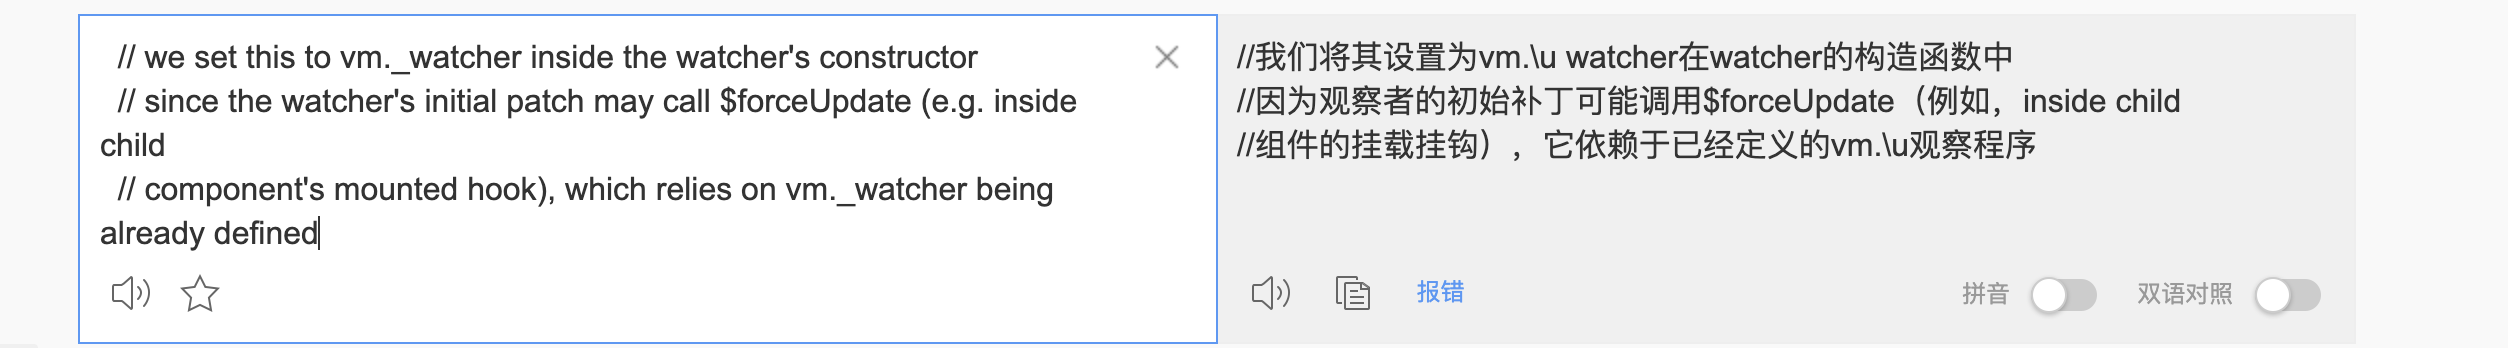 // we set this to vm._watcher inside the watcher's constructor
// since the watcher's initial patch may call $forceUpdate (e.g. inside
child
// component's mounted hook), which relies on vm._watcher being
already defined
//我们将其设置为vm.\u watcher在watcher的构造函数中
//因为观察者的初始补丁可能调用$forceUpdate（例如，inside child
//组件的挂载挂钩），它依赖于已经定义的vm.\u观察程序
报错
拼音
双语对照